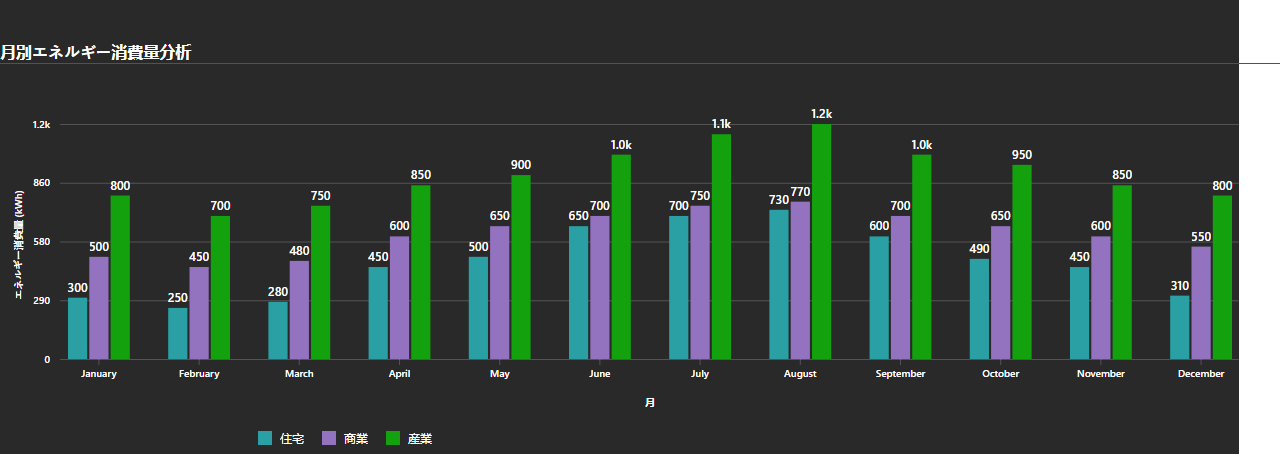 月別エネルギー消費量分析
エネルギー消費量 (kWh)
1.2k
860
580
290
0
300 500 800
250 450 700
280 480 750
450 600 850
500 650 900
650 700 1.0k
700 750 1.1k
730 770 1.2k
600 700 1.0k
490 650 950
450 600 850
310 550 800
January February March April May June July August September October November December
月
住宅 商業 産業